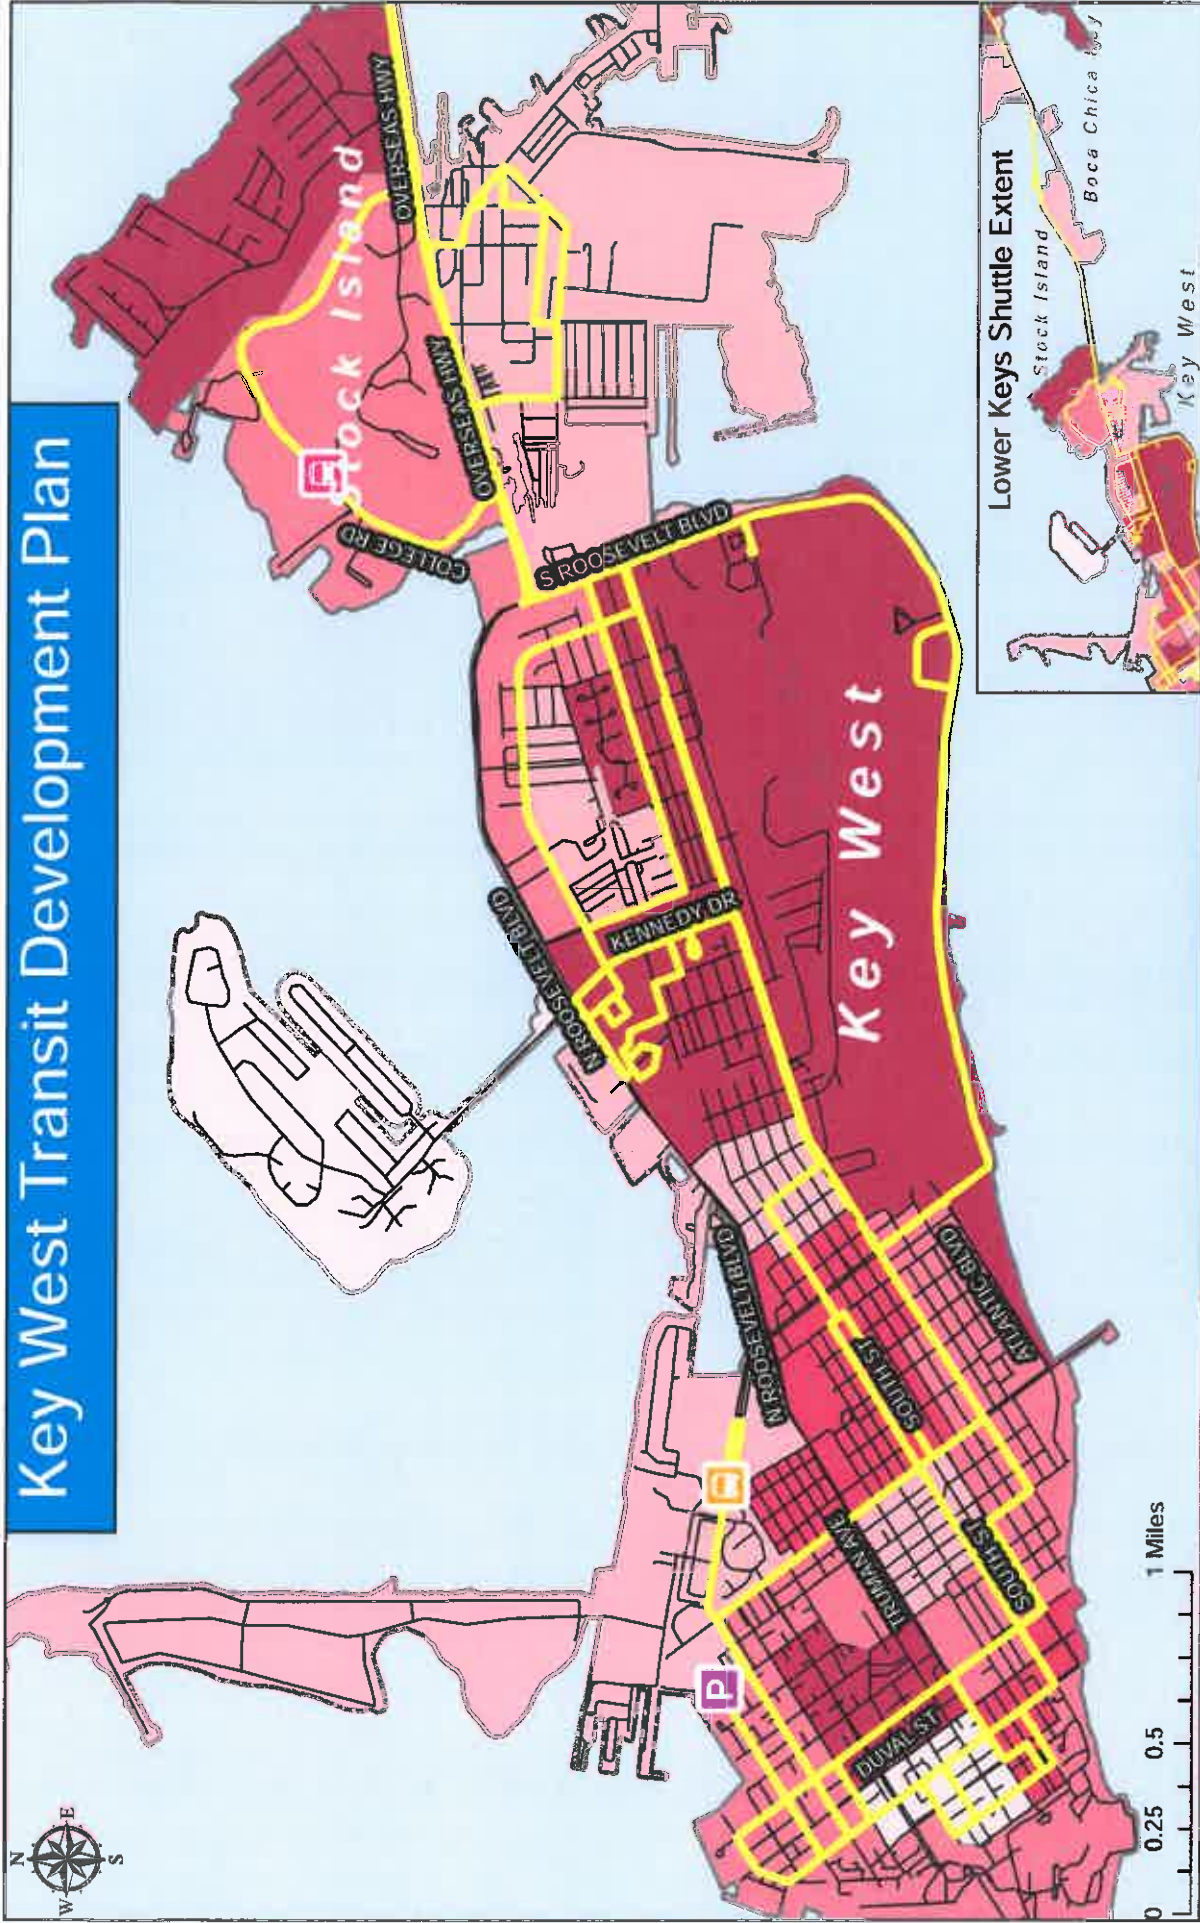 Key West Transit Development Plan
N
W
E
S
OVERSEAS HWY
Stock Island
OVERSEAS HWY
COLLEGE RD
S ROOSEVELT BLVD
N ROOSEVELT BLVD
KENNEDY DR
Key West
N ROOSEVELT BLVD
ATLANTIC BLVD
SOUTH ST
TRUMAN AVE
SOUTH ST
P
DUVAL ST
0 0.25 0.5 1 Miles
Lower Keys Shuttle Extent
Stock Island
Boca Chica Key
Key West